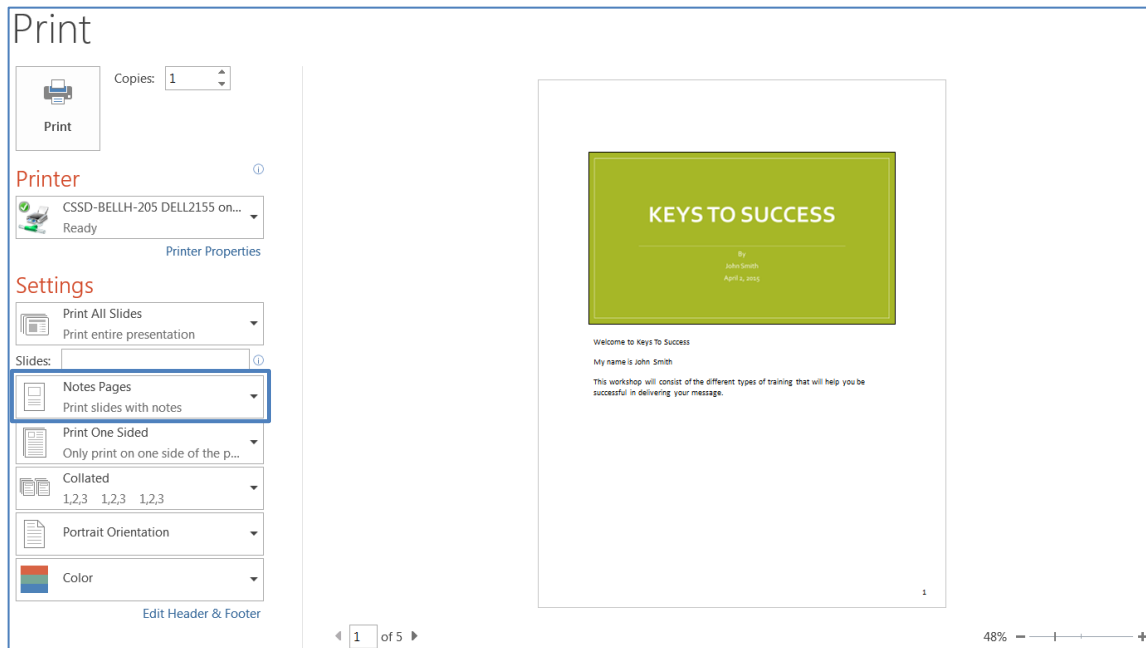 Print
Copies: 1
Print
Printer
CSSD-BELLH-205 DELL2155 on...
Ready
Printer Properties
Settings
Print All Slides
Print entire presentation
Slides:
Notes Pages
Print slides with notes
Print One Sided
Only print on one side of the p...
Collated
1,2,3 1,2,3 1,2,3
Portrait Orientation
Color
Edit Header & Footer
KEYS TO SUCCESS
By
John Smith
April 2, 2015
Welcome to Keys To Success
My name is John Smith
This workshop will consist of the different types of training that will help you be
successful in delivering your message.
1
1 of 5
48%